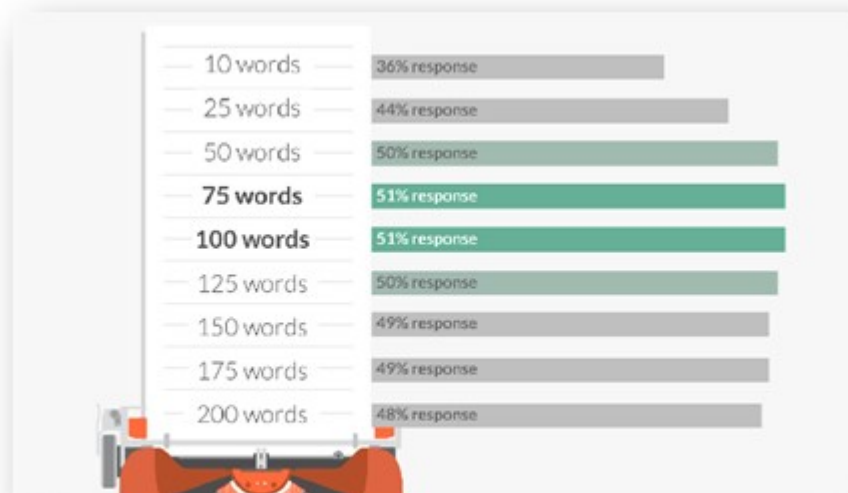 10 words 36% response
25 words 44% response
50 words 50% response
75 words 51% response
100 words 51% response
125 words 50% response
150 words 49% response
175 words 49% response
200 words 48% response